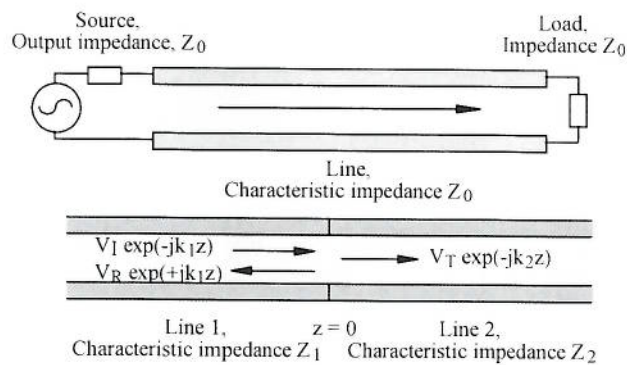 Source,
Output impedance, Z0
Load,
Impedance Z0
Line,
Characteristic impedance Z0
VI exp(-jk1z)
VR exp(+jk1z)
VT exp(-jk2z)
Line 1,
Characteristic impedance Z1
z = 0
Line 2,
Characteristic impedance Z2